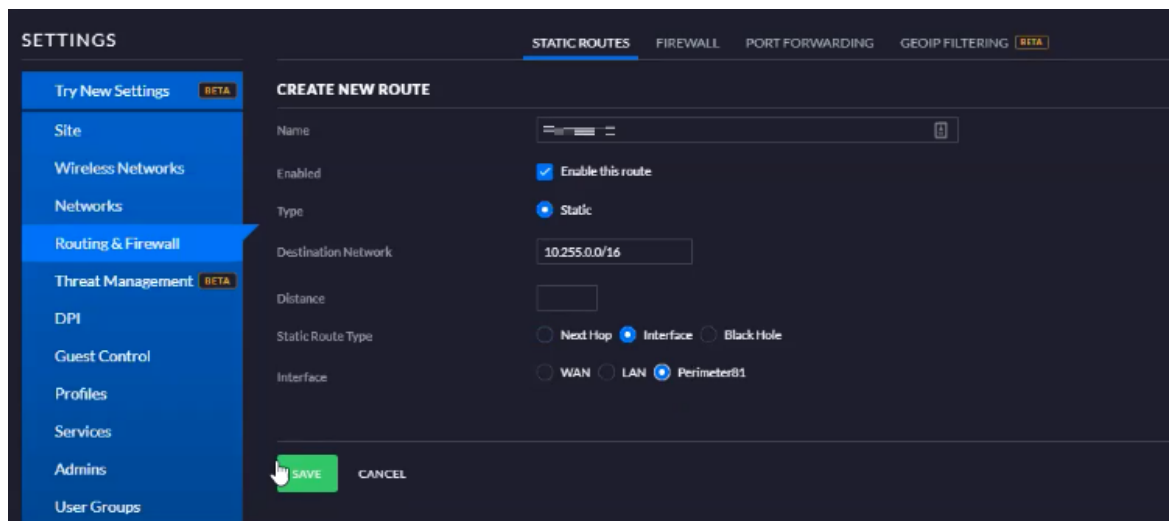 SETTINGS
STATIC ROUTES FIREWALL PORT FORWARDING GEOIP FILTERING BETA
Try New Settings BETA
Site
Wireless Networks
Networks
Routing & Firewall
Threat Management BETA
DPI
Guest Control
Profiles
Services
Admins
User Groups
CREATE NEW ROUTE
Name
Enabled Enable this route
Type Static
Destination Network 10.255.0.0/16
Distance
Static Route Type Next Hop Interface Black Hole
Interface WAN LAN Perimeter81
SAVE CANCEL